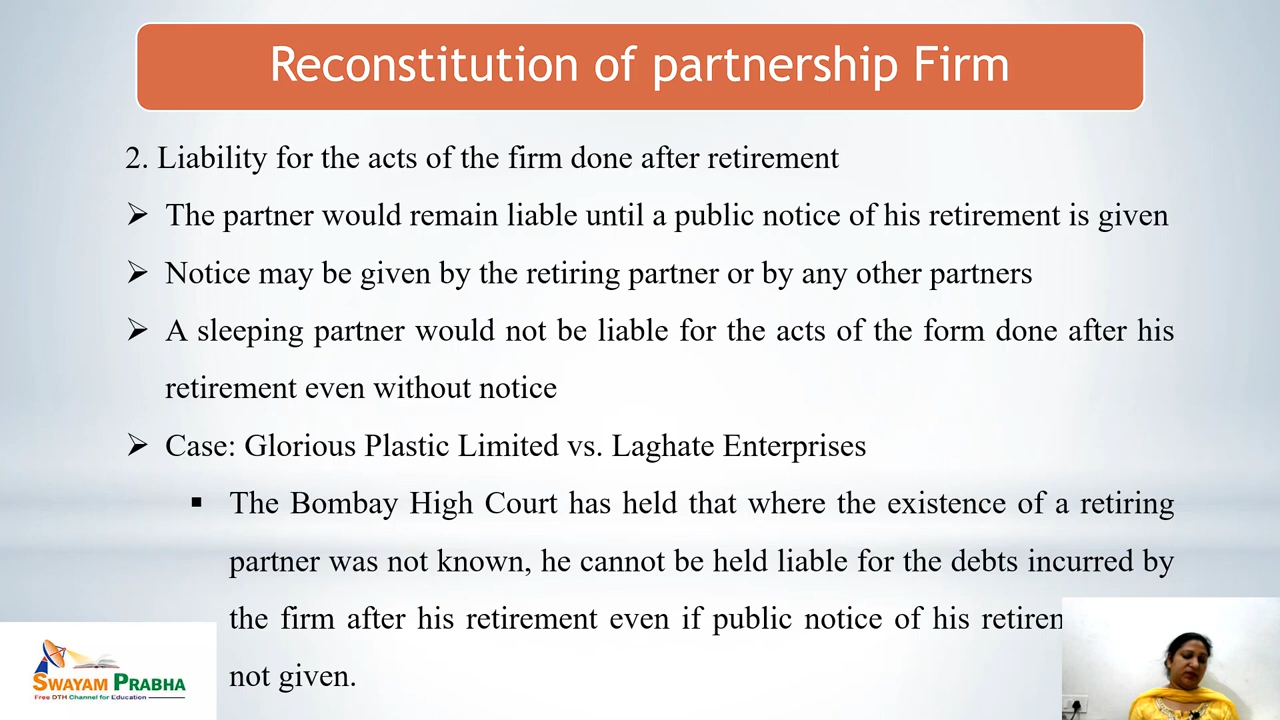 Reconstitution of partnership Firm
2. Liability for the acts of the firm done after retirement
➢ The partner would remain liable until a public notice of his retirement is given
➢ Notice may be given by the retiring partner or by any other partners
➢ A sleeping partner would not be liable for the acts of the form done after his
retirement even without notice
➢ Case: Glorious Plastic Limited vs. Laghate Enterprises
▪ The Bombay High Court has held that where the existence of a retiring
partner was not known, he cannot be held liable for the debts incurred by
the firm after his retirement even if public notice of his
not given.
SWAYAM PRABHA
Free DTH Channel for Education